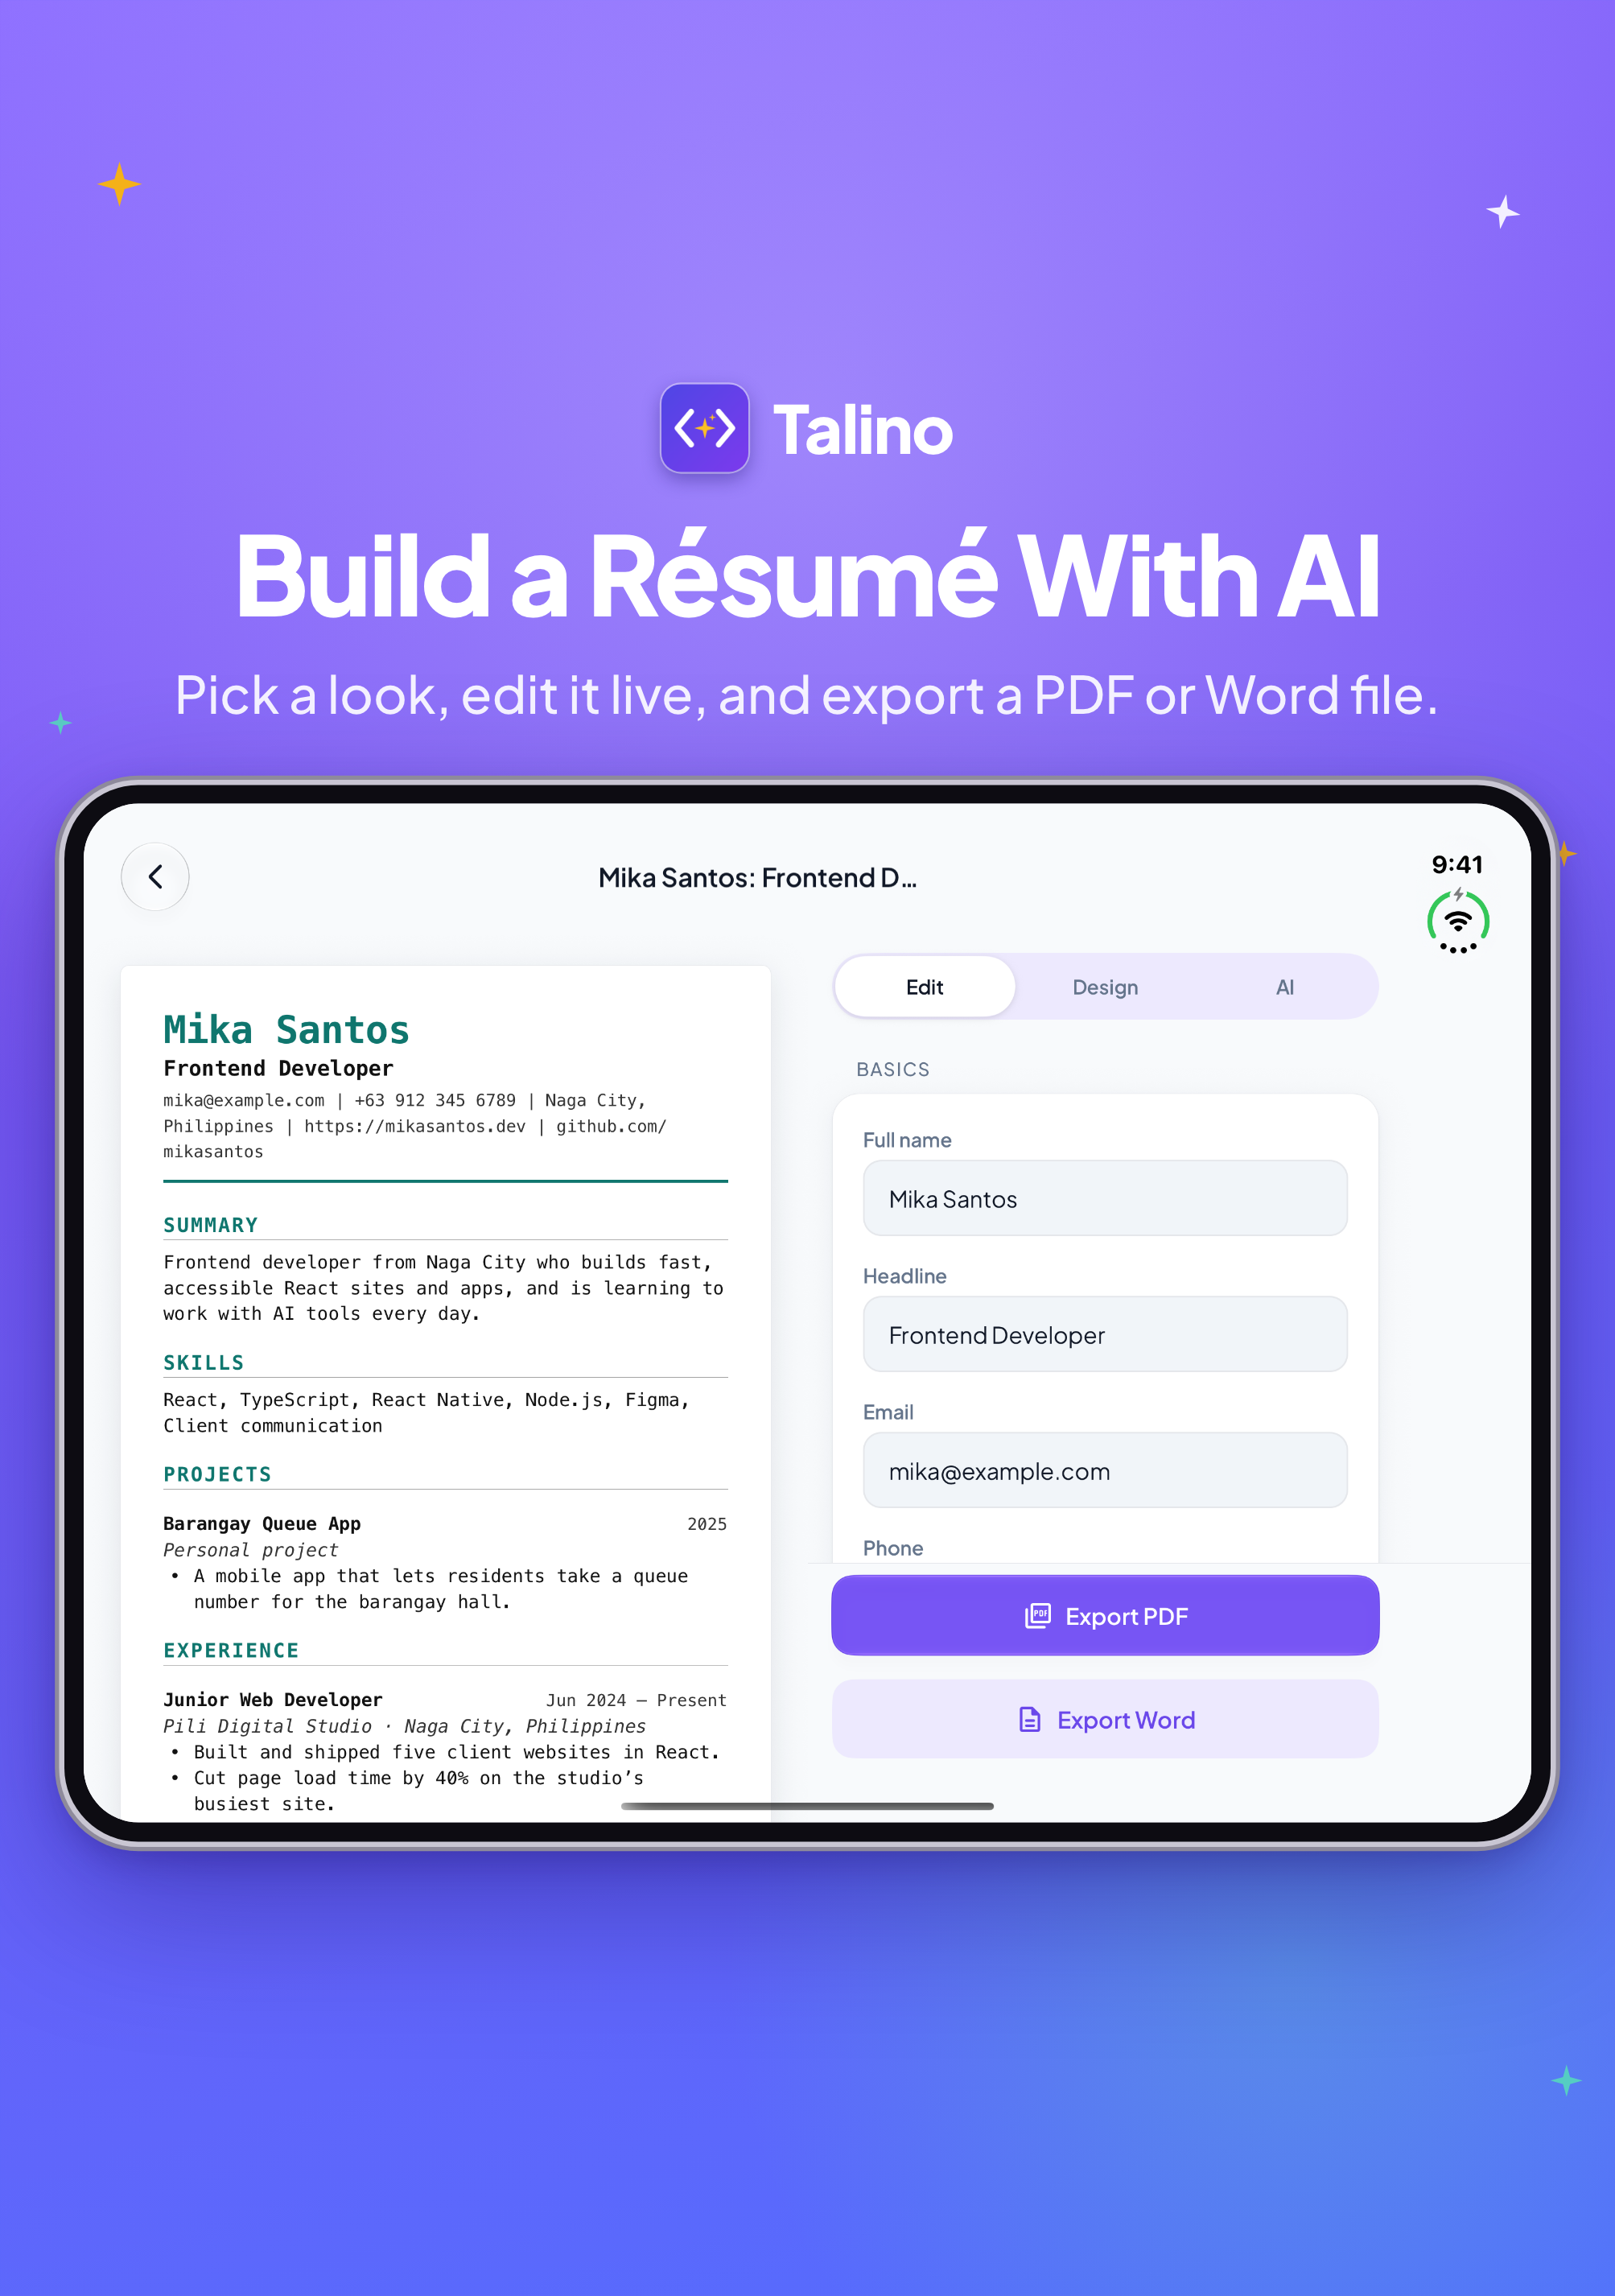 Talino
Build a Résumé With AI
Pick a look, edit it live, and export a PDF or Word file.
Mika Santos: Frontend D...
9:41
Mika Santos
Frontend Developer
mika@example.com | +63 912 345 6789 | Naga City,
Philippines | https://mikasantos.dev | github.com/
mikasantos
SUMMARY
Frontend developer from Naga City who builds fast,
accessible React sites and apps, and is learning to
work with AI tools every day.
SKILLS
React, TypeScript, React Native, Node.js, Figma,
Client communication
PROJECTS
Barangay Queue App 2025
Personal project
• A mobile app that lets residents take a queue
number for the barangay hall.
EXPERIENCE
Junior Web Developer Jun 2024 – Present
Pili Digital Studio · Naga City, Philippines
• Built and shipped five client websites in React.
• Cut page load time by 40% on the studio’s
busiest site.
Edit Design AI
BASICS
Full name
Mika Santos
Headline
Frontend Developer
Email
mika@example.com
Phone
PDF Export PDF
Export Word